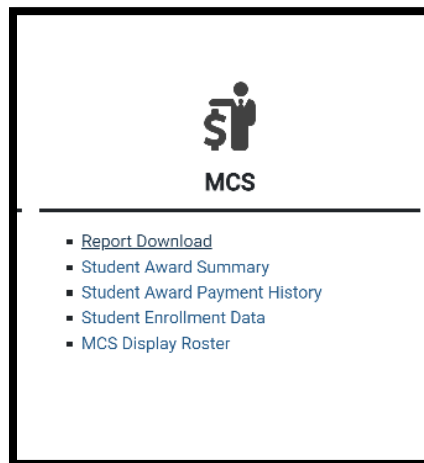 MCS
Report Download
Student Award Summary
Student Award Payment History
Student Enrollment Data
MCS Display Roster